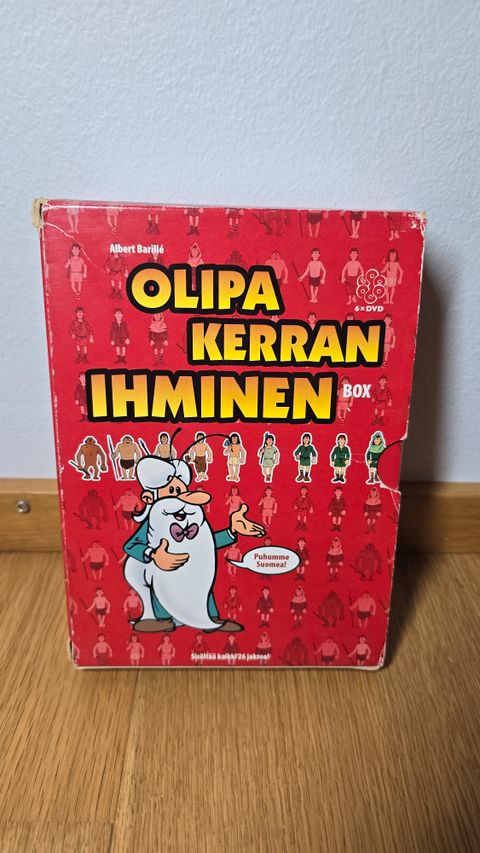 Albert Barillé
OLIPA
KERRAN
IHMINEN
BOX
6 x DVD
Puhumme
Suomea!
Sisältää kaikki 26 jaksoa!